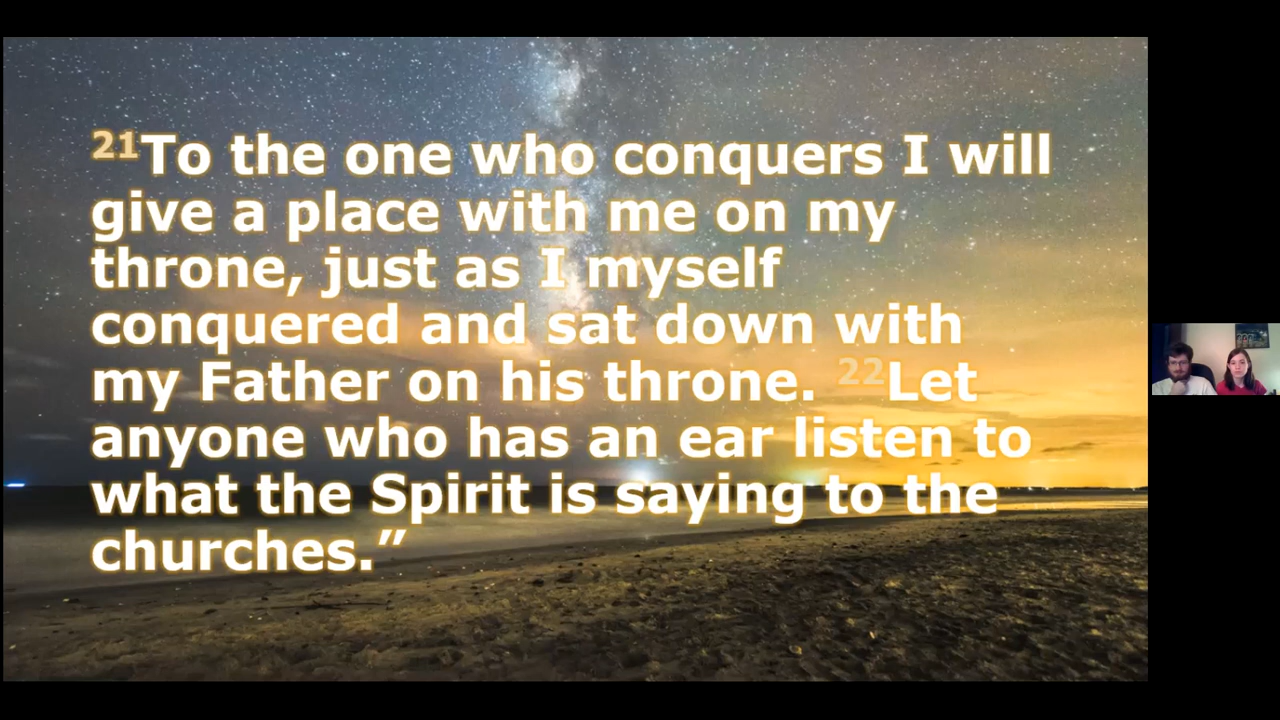 21To the one who conquers I will
give a place with me on my
throne, just as I myself
conquered and sat down with
my Father on his throne. 22Let
anyone who has an ear listen to
what the Spirit is saying to the
churches.”